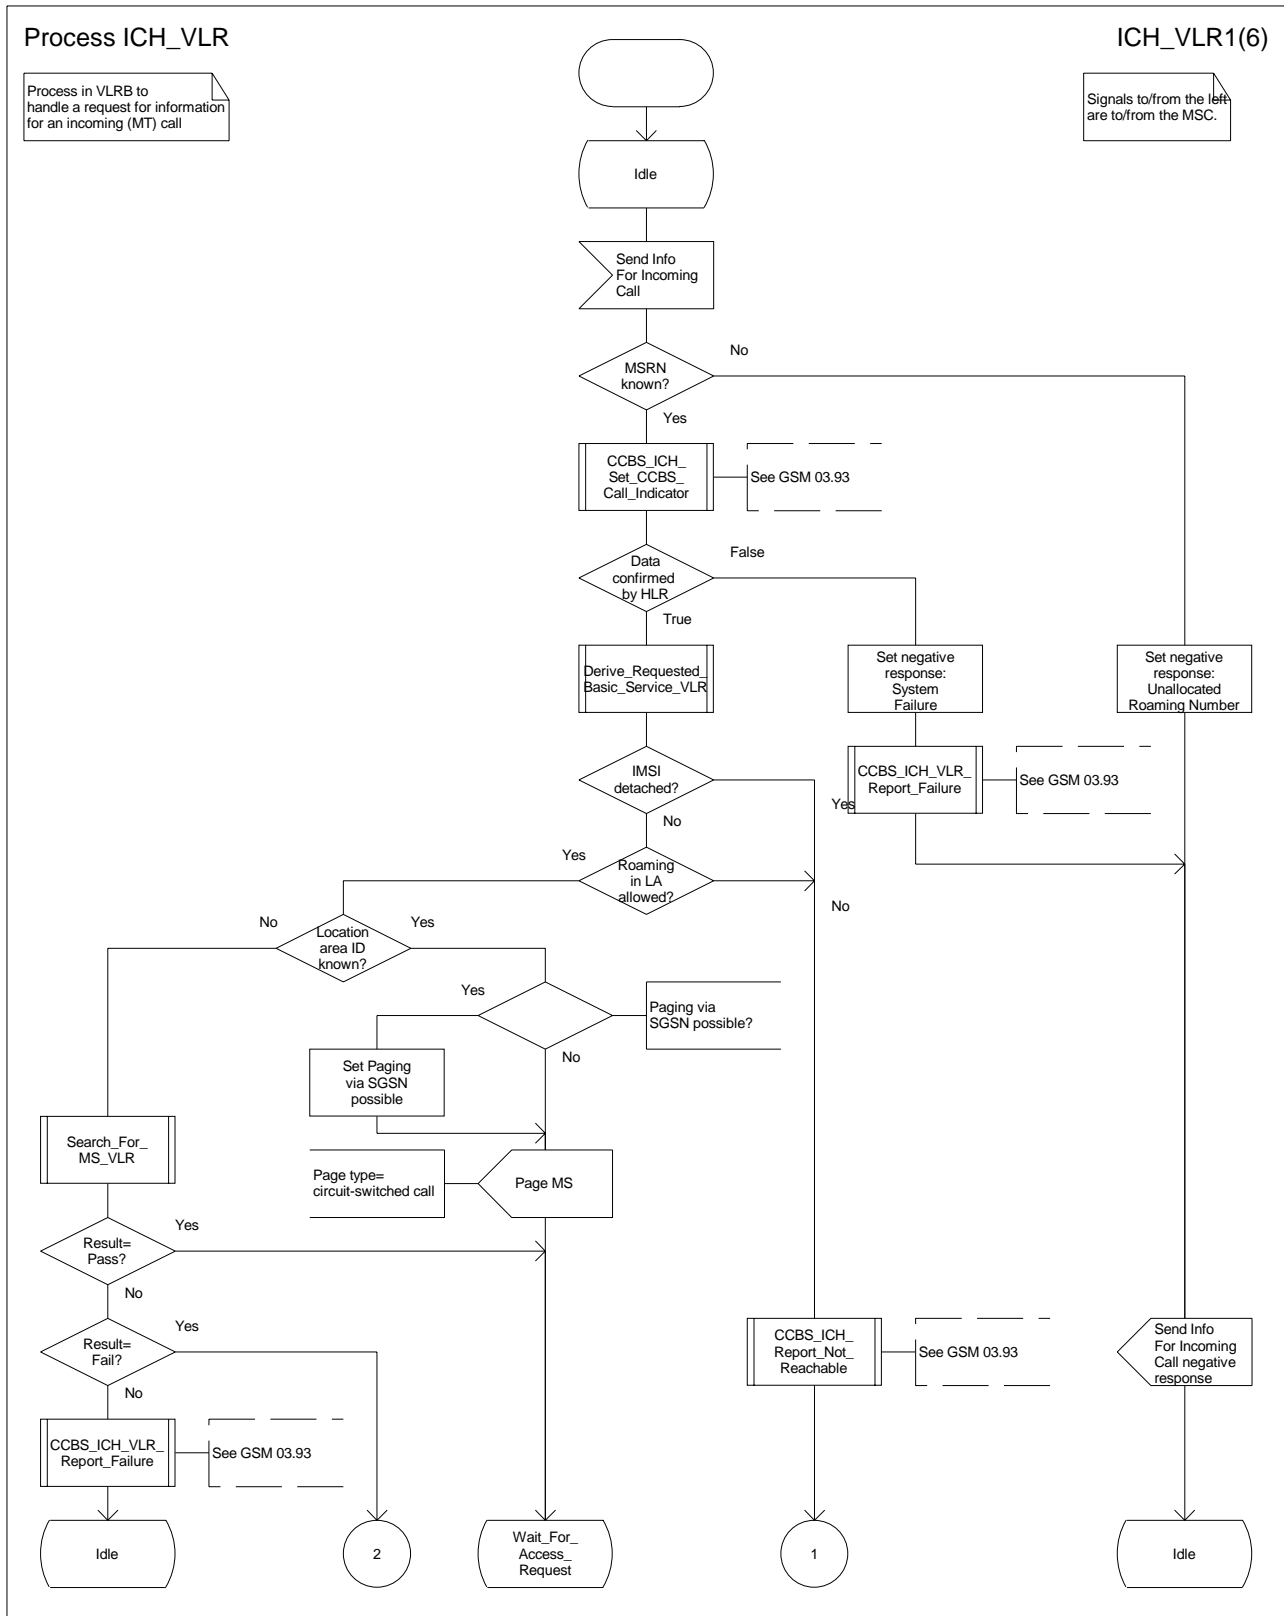 Process ICH_VLR
ICH_VLR1(6)
Process in VLRB to
handle a request for information
for an incoming (MT) call
Signals to/from the left
are to/from the MSC.
Idle
Send Info
For Incoming
Call
No
MSRN
known?
Yes
CCBS_ICH_
Set_CCBS_
Call_Indicator
See GSM 03.93
False
Data
confirmed
by HLR
True
Derive_Requested_
Basic_Service_VLR
Set negative
response:
System
Failure
Set negative
response:
Unallocated
Roaming Number
IMSI
detached?
CCBS_ICH_VLR_
Report_Failure
See GSM 03.93
Yes
No
Yes
Roaming
in LA
allowed?
No
No
Location
area ID
known?
Yes
Yes
Paging via
SGSN possible?
No
Set Paging
via SGSN
possible
Search_For_
MS_VLR
Page type=
circuit-switched call
Page MS
Yes
Result=
Pass?
No
Yes
Result=
Fail?
No
CCBS_ICH_
Report_Not_
Reachable
See GSM 03.93
Send Info
For Incoming
Call negative
response
CCBS_ICH_VLR_
Report_Failure
See GSM 03.93
Idle
2
Wait_For_
Access_
Request
1
Idle